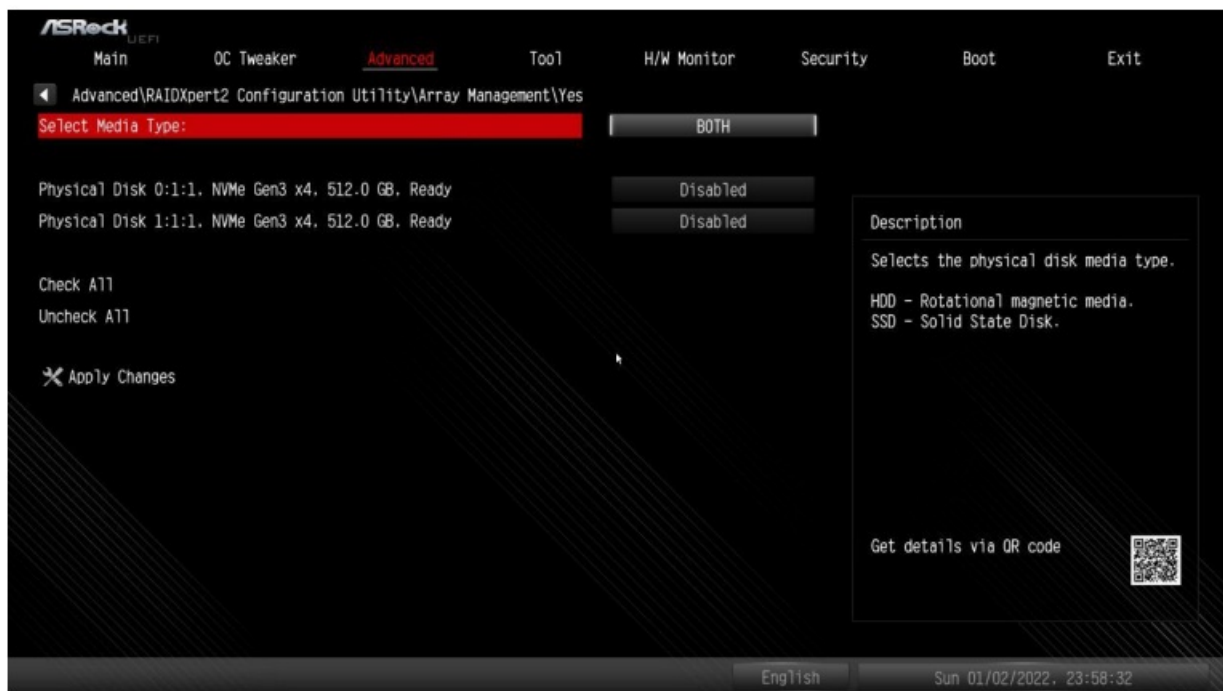 ASRock
UEFI
Main OC Tweaker Advanced Tool H/W Monitor Security Boot Exit
Advanced\RAIDXpert2 Configuration Utility\Array Management\Yes
Select Media Type: BOTH
Physical Disk 0:1:1, NVMe Gen3 x4, 512.0 GB, Ready Disabled
Physical Disk 1:1:1, NVMe Gen3 x4, 512.0 GB, Ready Disabled
Check All
Uncheck All
Apply Changes
Description
Selects the physical disk media type.
HDD - Rotational magnetic media.
SSD - Solid State Disk.
Get details via QR code
English Sun 01/02/2022, 23:58:32